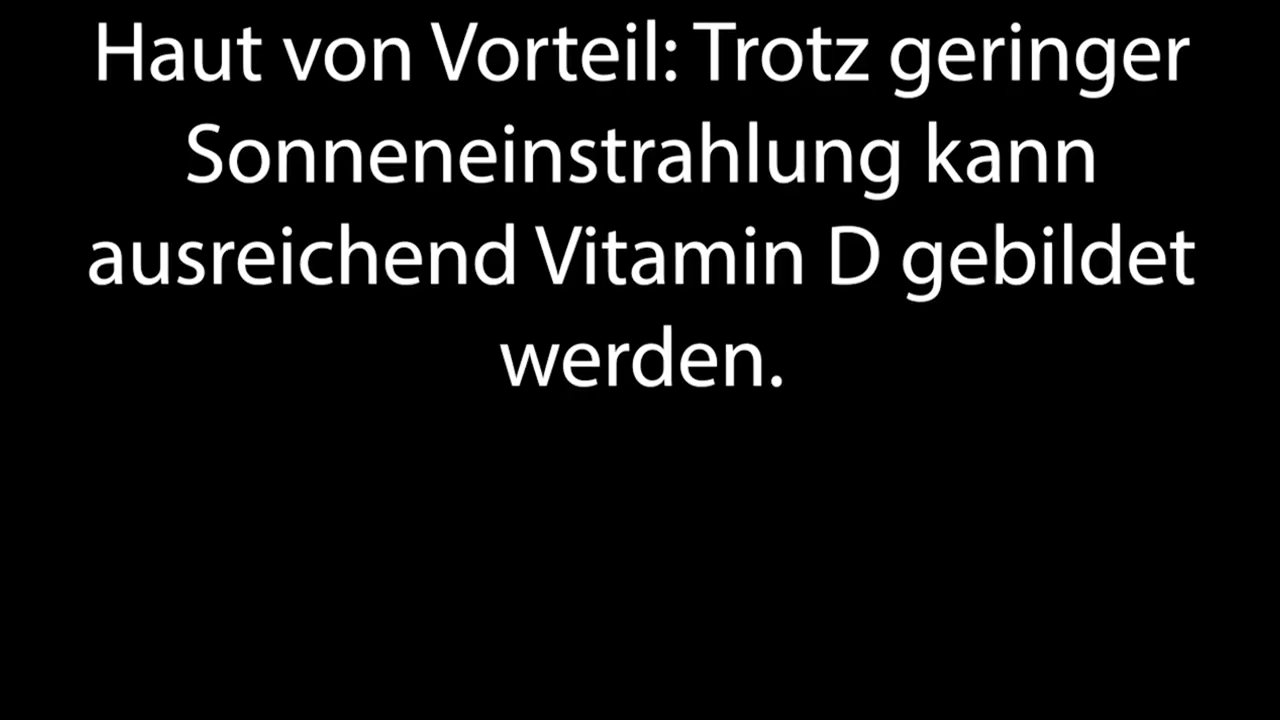 Haut von Vorteil: Trotz geringer
Sonneneinstrahlung kann
ausreichend Vitamin D gebildet
werden.